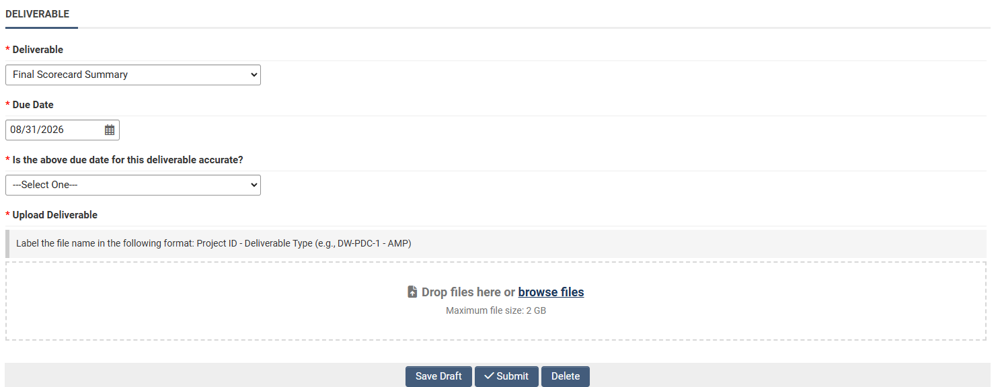 DELIVERABLE
* Deliverable
Final Scorecard Summary
* Due Date
08/31/2026
* Is the above due date for this deliverable accurate?
---Select One---
* Upload Deliverable
Label the file name in the following format: Project ID - Deliverable Type (e.g., DW-PDC-1 - AMP)
Drop files here or browse files
Maximum file size: 2 GB
Save Draft Submit Delete